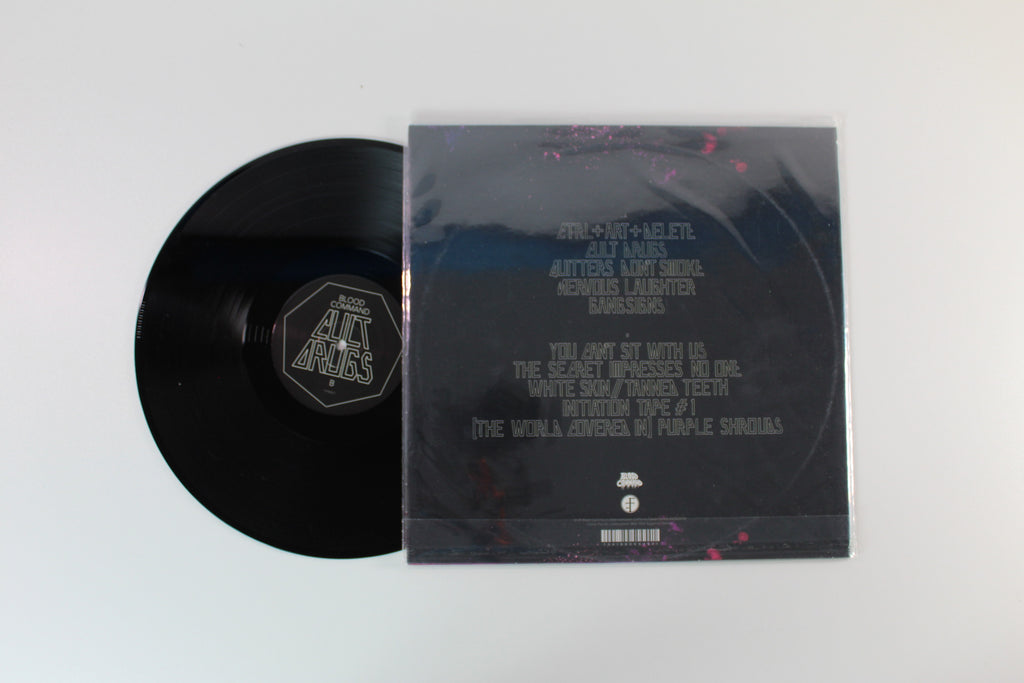 BLOOD
COMMAND
CULT
DRUGS
B
CTRL+ART+DELETE
CULT DRUGS
QUITTERS DON'T SMOKE
NERVOUS LAUGHTER
GANGSIGNS
YOU CAN'T SIT WITH US
THE SECRET IMPRESSES NO ONE
WHITE SKIN//TANNED TEETH
INITIATION TAPE #1
(THE WORLD COVERED IN) PURPLE SHROUDS
BLOOD
COMMAND